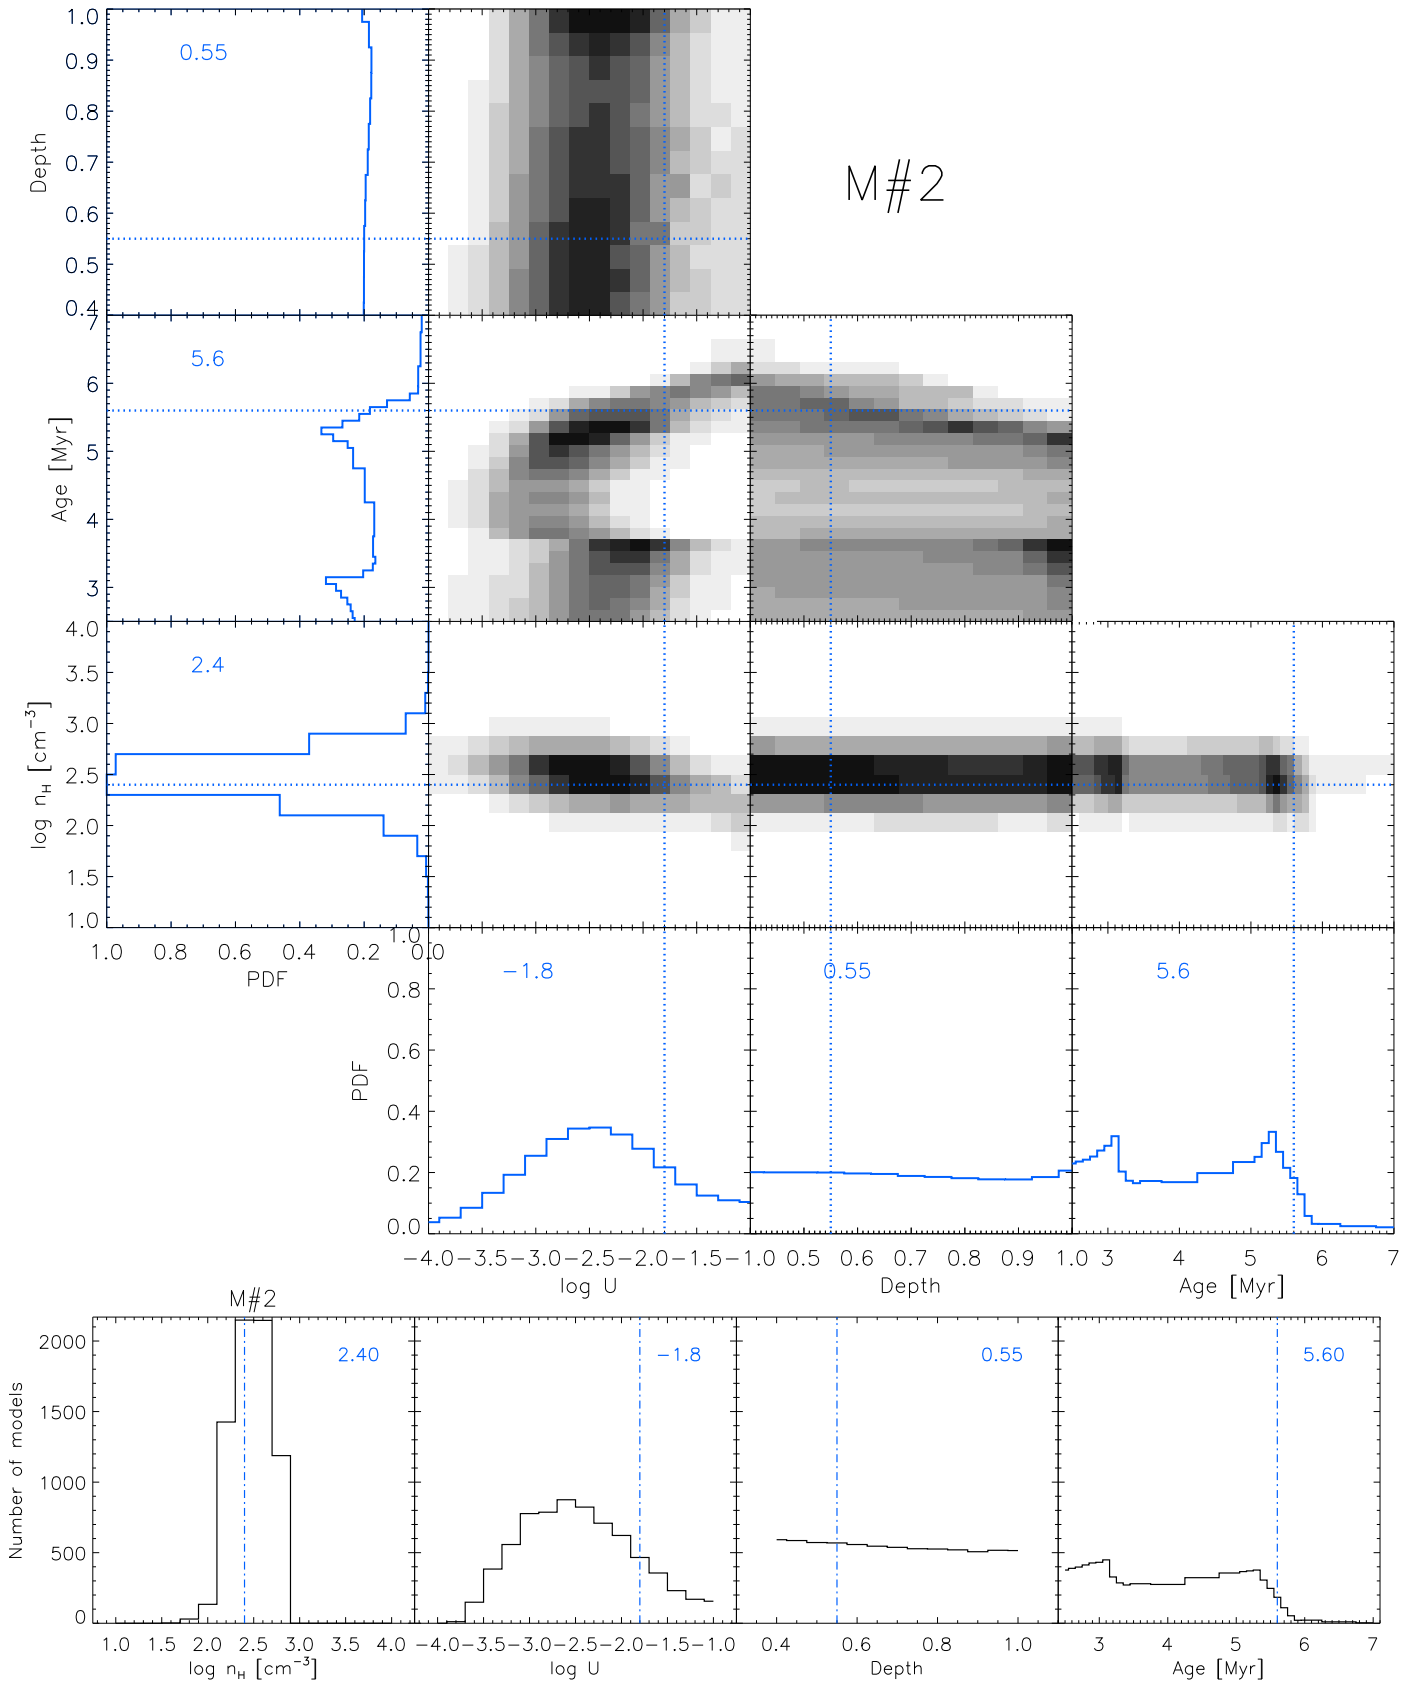 1.0
0.55
0.9
0.8
Depth
0.7
M#2
0.6
0.5
0.4
7
5.6
6
Age [Myr]
5
4
3
4.0
2.4
3.5
log n_H [cm⁻³]
3.0
2.5
2.0
1.5
1.0
1.0 0.8 0.6 0.4 0.2 0.0
PDF
1.0
−1.8 0.55 5.6
0.8
0.6
PDF
0.4
0.2
0.0
−4.0 −3.5 −3.0 −2.5 −2.0 −1.5 −1.0 0.5 0.6 0.7 0.8 0.9 1.0 3 4 5 6 7
log U Depth Age [Myr]
M#2
2000
2.40 −1.8 0.55 5.60
Number of models
1500
1000
500
0
1.0 1.5 2.0 2.5 3.0 3.5 4.0 −4.0 −3.5 −3.0 −2.5 −2.0 −1.5 −1.0 0.4 0.6 0.8 1.0 3 4 5 6 7
log n_H [cm⁻³] log U Depth Age [Myr]